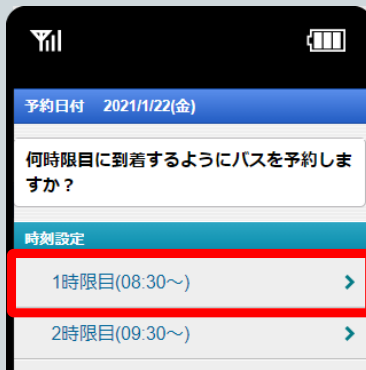 予約日付 2021/1/22(金)
何時限目に到着するようにバスを予約しま
すか？
時刻設定
1時限目(08:30～)
2時限目(09:30～)